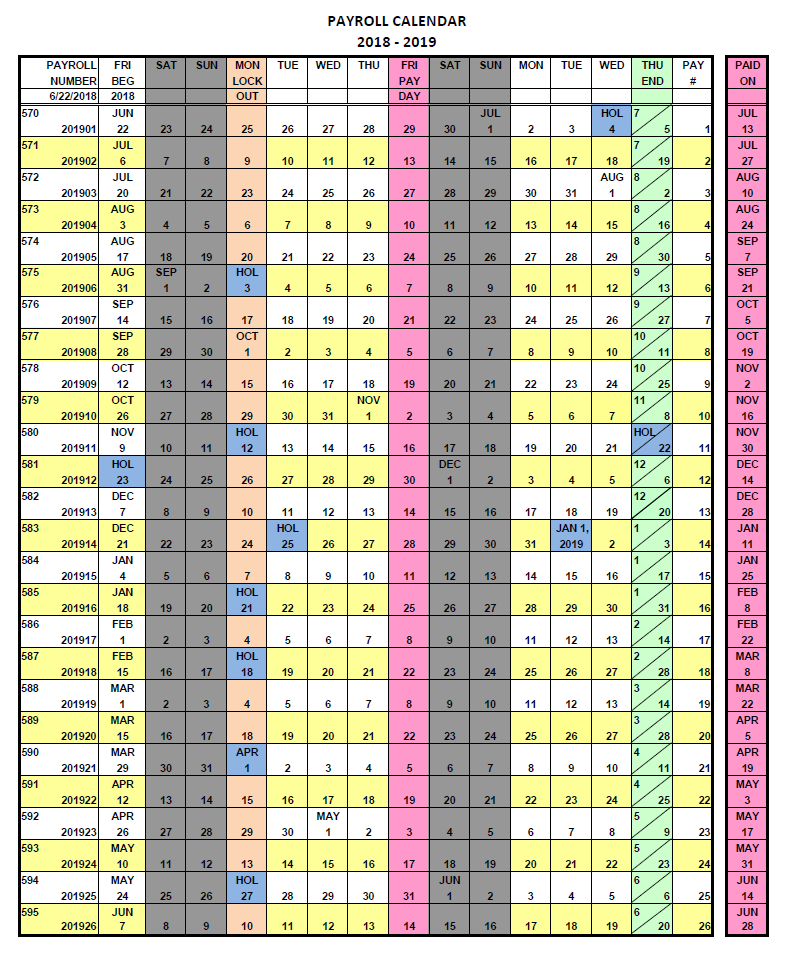 PAYROLL CALENDAR
2018 - 2019
PAYROLL FRI SAT SUN MON TUE WED THU FRI SAT SUN MON TUE WED THU PAY PAID
NUMBER BEG LOCK PAY END # ON
6/22/2018 2018 OUT DAY
570 JUN JUL HOL 7 JUL
201901 22 23 24 25 26 27 28 29 30 1 2 3 4 5 1 13
571 JUL 7 JUL
201902 6 7 8 9 10 11 12 13 14 15 16 17 18 19 2 27
572 JUL AUG 8 AUG
201903 20 21 22 23 24 25 26 27 28 29 30 31 1 2 3 10
573 AUG 8 AUG
201904 3 4 5 6 7 8 9 10 11 12 13 14 15 16 4 24
574 AUG 8 SEP
201905 17 18 19 20 21 22 23 24 25 26 27 28 29 30 5 7
575 AUG SEP HOL 9 SEP
201906 31 1 2 3 4 5 6 7 8 9 10 11 12 13 6 21
576 SEP 9 OCT
201907 14 15 16 17 18 19 20 21 22 23 24 25 26 27 7 5
577 SEP OCT 10 OCT
201908 28 29 30 1 2 3 4 5 6 7 8 9 10 11 8 19
578 OCT 10 NOV
201909 12 13 14 15 16 17 18 19 20 21 22 23 24 25 9 2
579 OCT NOV 11 NOV
201910 26 27 28 29 30 31 1 2 3 4 5 6 7 8 10 16
580 NOV HOL HOL NOV
201911 9 10 11 12 13 14 15 16 17 18 19 20 21 22 11 30
581 HOL DEC 12 DEC
201912 23 24 25 26 27 28 29 30 1 2 3 4 5 6 12 14
582 DEC 12 DEC
201913 7 8 9 10 11 12 13 14 15 16 17 18 19 20 13 28
583 DEC HOL JAN 1, 1 JAN
201914 21 22 23 24 25 26 27 28 29 30 31 2019 2 3 14 11
584 JAN 1 JAN
201915 4 5 6 7 8 9 10 11 12 13 14 15 16 17 15 25
585 JAN HOL 1 FEB
201916 18 19 20 21 22 23 24 25 26 27 28 29 30 31 16 8
586 FEB 2 FEB
201917 1 2 3 4 5 6 7 8 9 10 11 12 13 14 17 22
587 FEB HOL 2 MAR
201918 15 16 17 18 19 20 21 22 23 24 25 26 27 28 18 8
588 MAR 3 MAR
201919 1 2 3 4 5 6 7 8 9 10 11 12 13 14 19 22
589 MAR 3 APR
201920 15 16 17 18 19 20 21 22 23 24 25 26 27 28 20 5
590 MAR APR 4 APR
201921 29 30 31 1 2 3 4 5 6 7 8 9 10 11 21 19
591 APR 4 MAY
201922 12 13 14 15 16 17 18 19 20 21 22 23 24 25 22 3
592 APR MAY 5 MAY
201923 26 27 28 29 30 1 2 3 4 5 6 7 8 9 23 17
593 MAY 5 MAY
201924 10 11 12 13 14 15 16 17 18 19 20 21 22 23 24 31
594 MAY HOL JUN 6 JUN
201925 24 25 26 27 28 29 30 31 1 2 3 4 5 6 25 14
595 JUN 6 JUN
201926 7 8 9 10 11 12 13 14 15 16 17 18 19 20 26 28